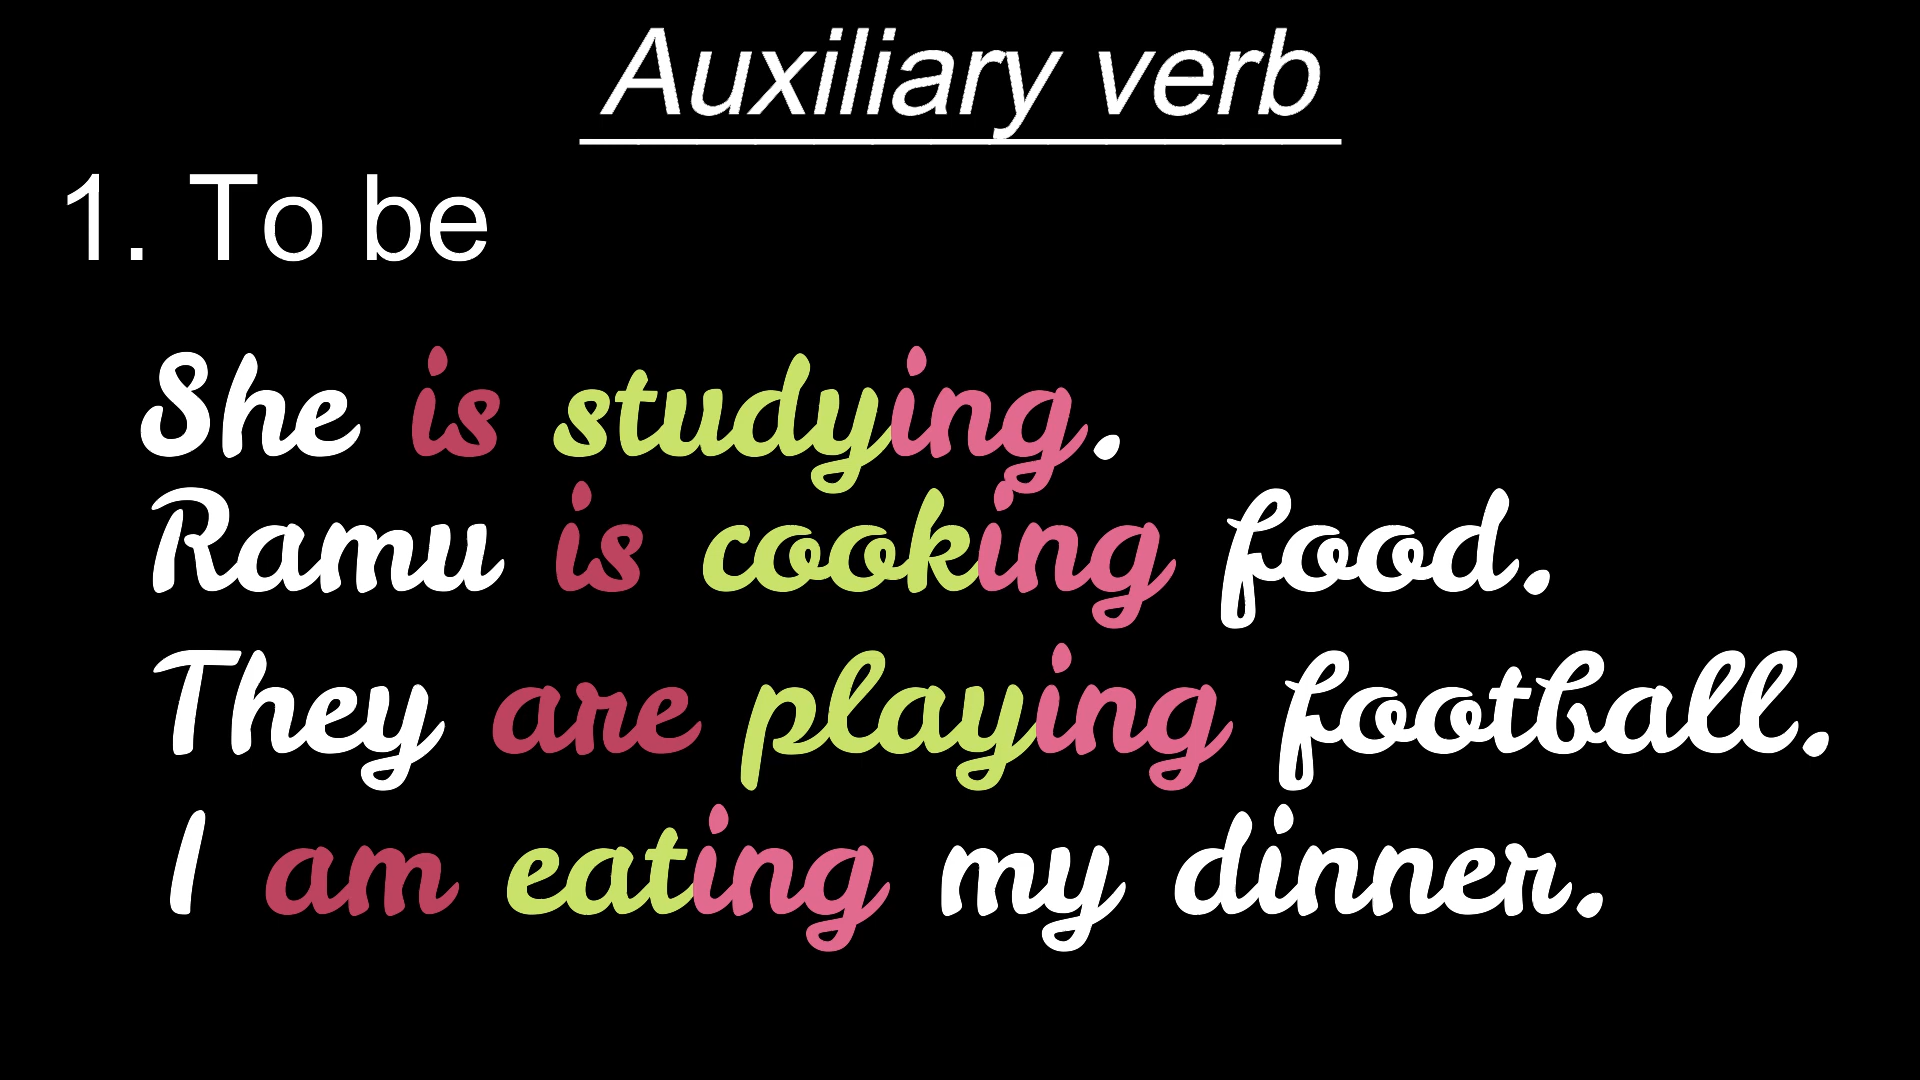 Auxiliary verb
1. To be
She is studying.
Ramu is cooking food.
They are playing football.
I am eating my dinner.